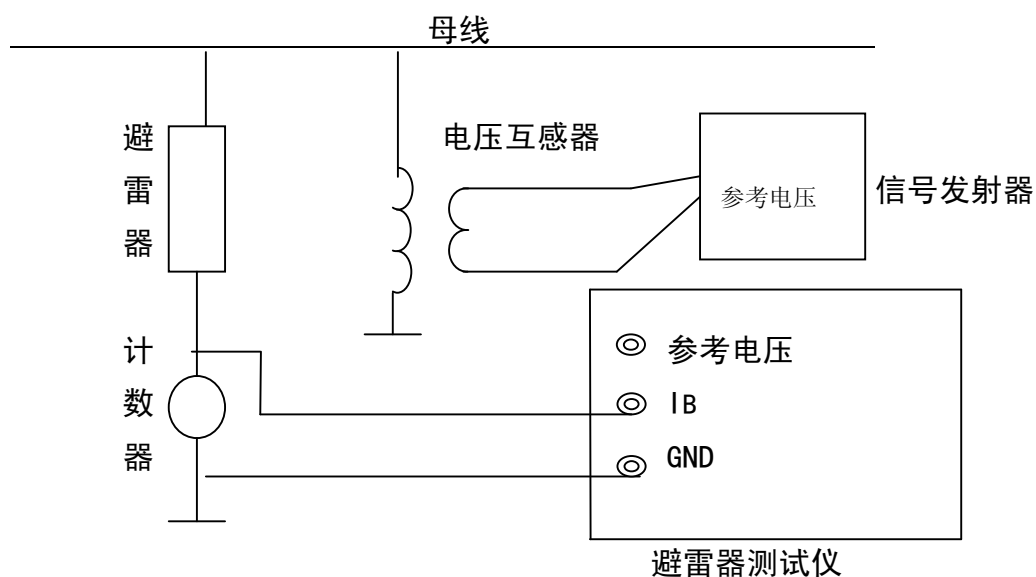 母线
避雷器
电压互感器
参考电压
信号发射器
计数器
参考电压
IB
GND
避雷器测试仪